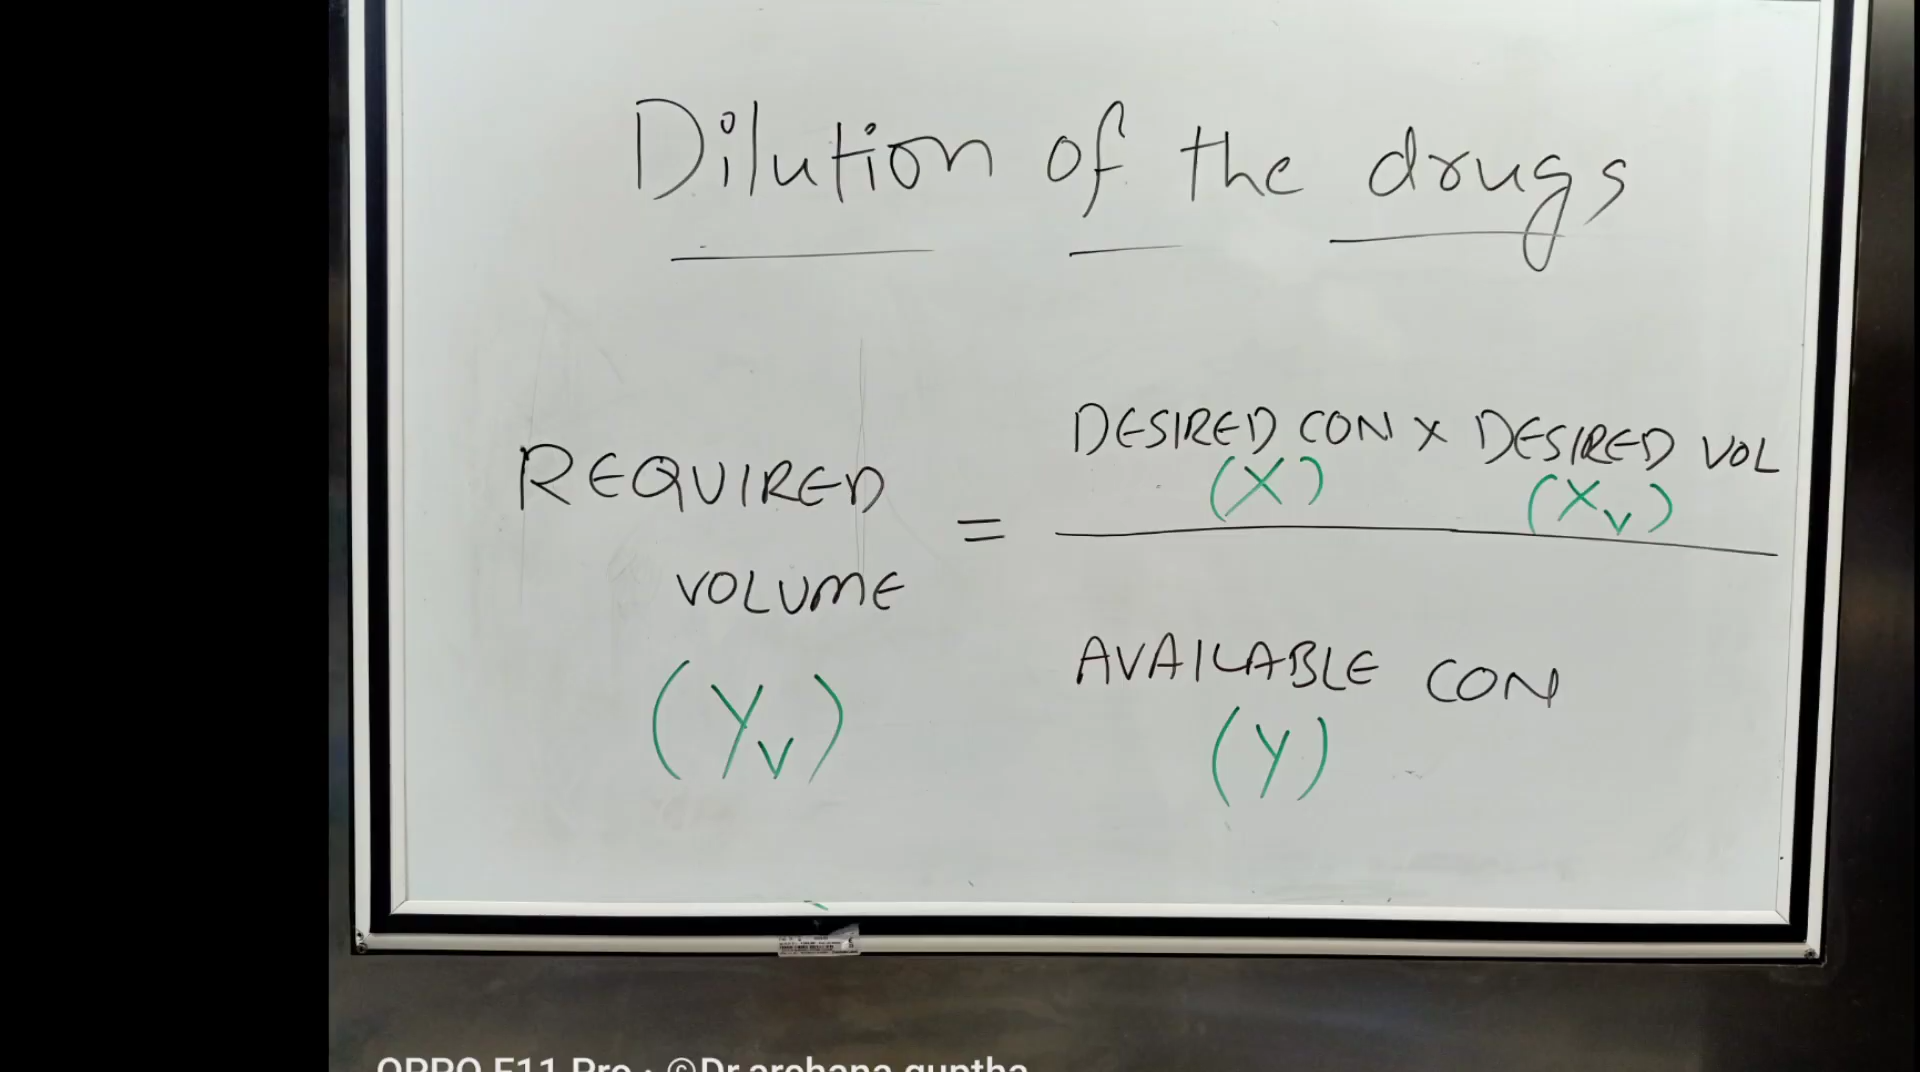 Dilution of the drugs
REQUIRED VOLUME
(Yv)
=
DESIRED CON X DESIRED VOL
(X) (Xv)
AVAILABLE CON
(Y)